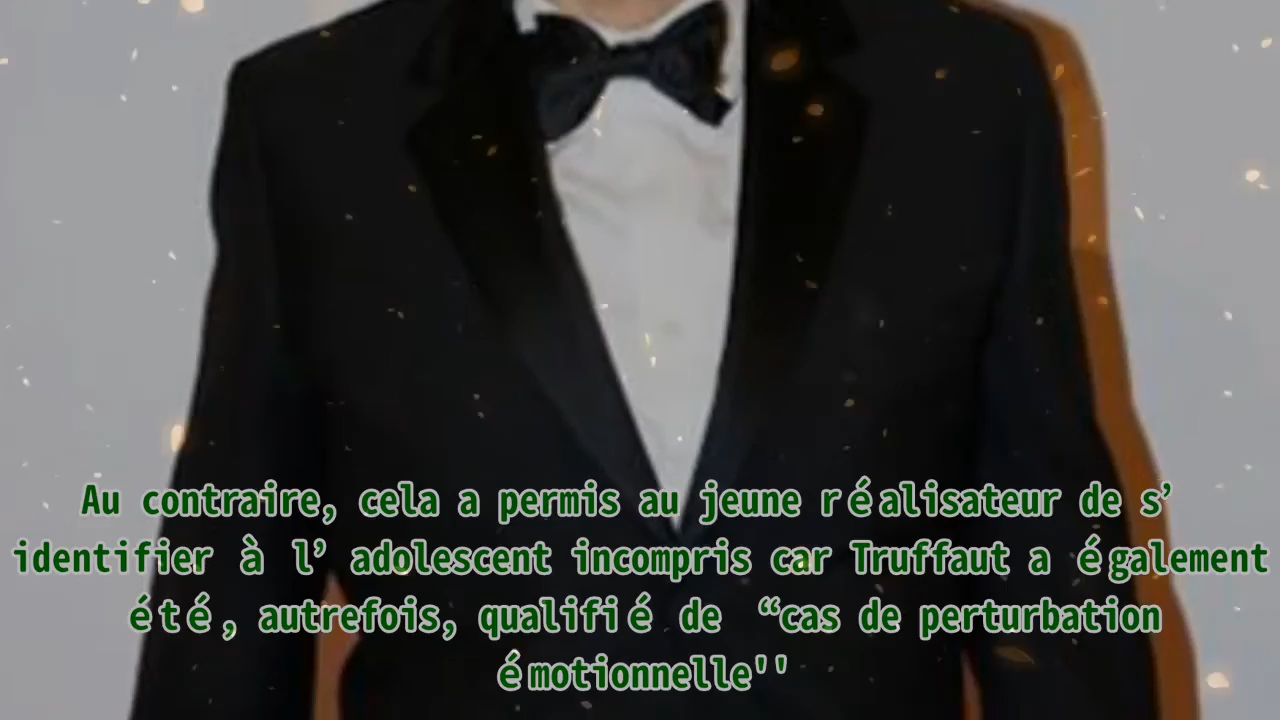 Au contraire, cela a permis au jeune réalisateur de s’
identifier à l’ adolescent incompris car Truffaut a également
été, autrefois, qualifié de “cas de perturbation
émotionnelle''